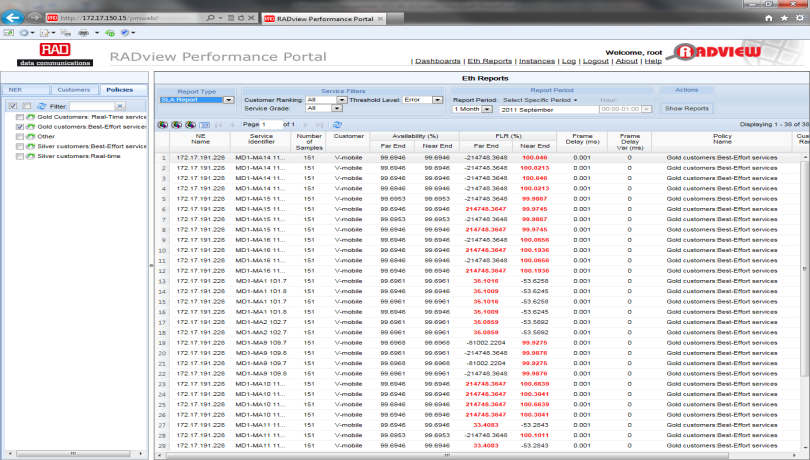 http://172.17.150.15/pmweb/
RADview Performance Portal
RAD
data communications
RADview Performance Portal
Welcome, root
| Dashboards | Eth Reports | Instances | Log | Logout | About | Help
RADVIEW
NER Customers Policies
Filter:
Gold Customers: Real-Time service
Gold customers:Best-Effort services
Other
Silver customers:Best-Effort services
Silver customers:Real-time
Eth Reports
Report Type
SLA Report
Service Filters
Customer Ranking: All Threshold Level: Error
Service Grade: All
Report Period
Report Period: Select Specific Period Hour:
1 Month 2011 September 00:00-01:00
Actions
Show Reports
Page 1 of 1
Displaying 1 - 36 of 36
NE Name Service Identifier Number of Samples Customer Availability (%) FLR (%) Frame Delay (ms) Frame Delay Var (ms) Policy Name Cus Ra
Far End Near End Far End Near End
1 172.17.191.228 MD1-MA14 11... 151 V-mobile 99.6946 99.6946 -214748.3648 100.046 0.001 0 Gold customers:Best-Effort services
2 172.17.191.228 MD1-MA14 11... 151 V-mobile 99.6946 99.6946 -214748.3648 100.0213 0.001 0 Gold customers:Best-Effort services
3 172.17.191.228 MD1-MA14 11... 151 V-mobile 99.6946 99.6946 -214748.3648 100.046 0.001 0 Gold customers:Best-Effort services
4 172.17.191.228 MD1-MA14 11... 151 V-mobile 99.6946 99.6946 -214748.3648 100.0213 0.001 0 Gold customers:Best-Effort services
5 172.17.191.228 MD1-MA15 11... 151 V-mobile 99.6953 99.6953 -214748.3648 99.9867 0.001 0 Gold customers:Best-Effort services
6 172.17.191.228 MD1-MA15 11... 151 V-mobile 99.6946 99.6946 214748.3647 99.9745 0.001 0 Gold customers:Best-Effort services
7 172.17.191.228 MD1-MA15 11... 151 V-mobile 99.6953 99.6953 -214748.3648 99.9867 0.001 0 Gold customers:Best-Effort services
8 172.17.191.228 MD1-MA15 11... 151 V-mobile 99.6946 99.6946 214748.3647 99.9745 0.001 0 Gold customers:Best-Effort services
9 172.17.191.228 MD1-MA16 11... 151 V-mobile 99.6946 99.6946 -214748.3648 100.0656 0.001 0 Gold customers:Best-Effort services
10 172.17.191.228 MD1-MA16 11... 151 V-mobile 99.6946 99.6946 214748.3647 100.1936 0.001 0 Gold customers:Best-Effort services
11 172.17.191.228 MD1-MA16 11... 151 V-mobile 99.6946 99.6946 -214748.3648 100.0656 0.001 0 Gold customers:Best-Effort services
12 172.17.191.228 MD1-MA16 11... 151 V-mobile 99.6946 99.6946 214748.3647 100.1936 0.001 0 Gold customers:Best-Effort services
13 172.17.191.228 MD1-MA1 101.7 151 V-mobile 99.6961 99.6961 35.1016 -53.6258 0.001 0 Gold customers:Best-Effort services
14 172.17.191.228 MD1-MA1 101.8 151 V-mobile 99.6946 99.6946 35.1009 -53.6245 0.001 0 Gold customers:Best-Effort services
15 172.17.191.228 MD1-MA1 101.7 151 V-mobile 99.6961 99.6961 35.1016 -53.6258 0.001 0 Gold customers:Best-Effort services
16 172.17.191.228 MD1-MA1 101.8 151 V-mobile 99.6946 99.6946 35.1009 -53.6245 0.001 0 Gold customers:Best-Effort services
17 172.17.191.228 MD1-MA2 102.7 151 V-mobile 99.6961 99.6961 35.0859 -53.5892 0.001 0 Gold customers:Best-Effort services
18 172.17.191.228 MD1-MA2 102.7 151 V-mobile 99.6961 99.6961 35.0859 -53.5892 0.001 0 Gold customers:Best-Effort services
19 172.17.191.228 MD1-MA9 109.7 151 V-mobile 99.6968 99.6968 -81002.2204 99.9275 0.001 0 Gold customers:Best-Effort services
20 172.17.191.228 MD1-MA9 109.8 151 V-mobile 99.6961 99.6961 -214748.3648 99.9876 0.001 0 Gold customers:Best-Effort services
21 172.17.191.228 MD1-MA9 109.7 151 V-mobile 99.6968 99.6968 -81002.2204 99.9275 0.001 0 Gold customers:Best-Effort services
22 172.17.191.228 MD1-MA9 109.8 151 V-mobile 99.6961 99.6961 -214748.3648 99.9876 0.001 0 Gold customers:Best-Effort services
23 172.17.191.228 MD1-MA10 11... 151 V-mobile 99.6946 99.6946 214748.3647 100.6639 0.001 0 Gold customers:Best-Effort services
24 172.17.191.228 MD1-MA10 11... 151 V-mobile 99.6946 99.6946 214748.3647 100.3041 0.001 0 Gold customers:Best-Effort services
25 172.17.191.228 MD1-MA10 11... 151 V-mobile 99.6946 99.6946 214748.3647 100.6639 0.001 0 Gold customers:Best-Effort services
26 172.17.191.228 MD1-MA10 11... 151 V-mobile 99.6946 99.6946 214748.3647 100.3041 0.001 0 Gold customers:Best-Effort services
27 172.17.191.228 MD1-MA11 11... 151 V-mobile 99.6946 99.6946 33.4083 -53.2843 0.001 0 Gold customers:Best-Effort services
28 172.17.191.228 MD1-MA11 11... 151 V-mobile 99.6953 99.6953 -214748.3648 100.1011 0.001 0 Gold customers:Best-Effort services
29 172.17.191.228 MD1-MA11 11... 151 V-mobile 99.6946 99.6946 33.4083 -53.2843 0.001 0 Gold customers:Best-Effort services